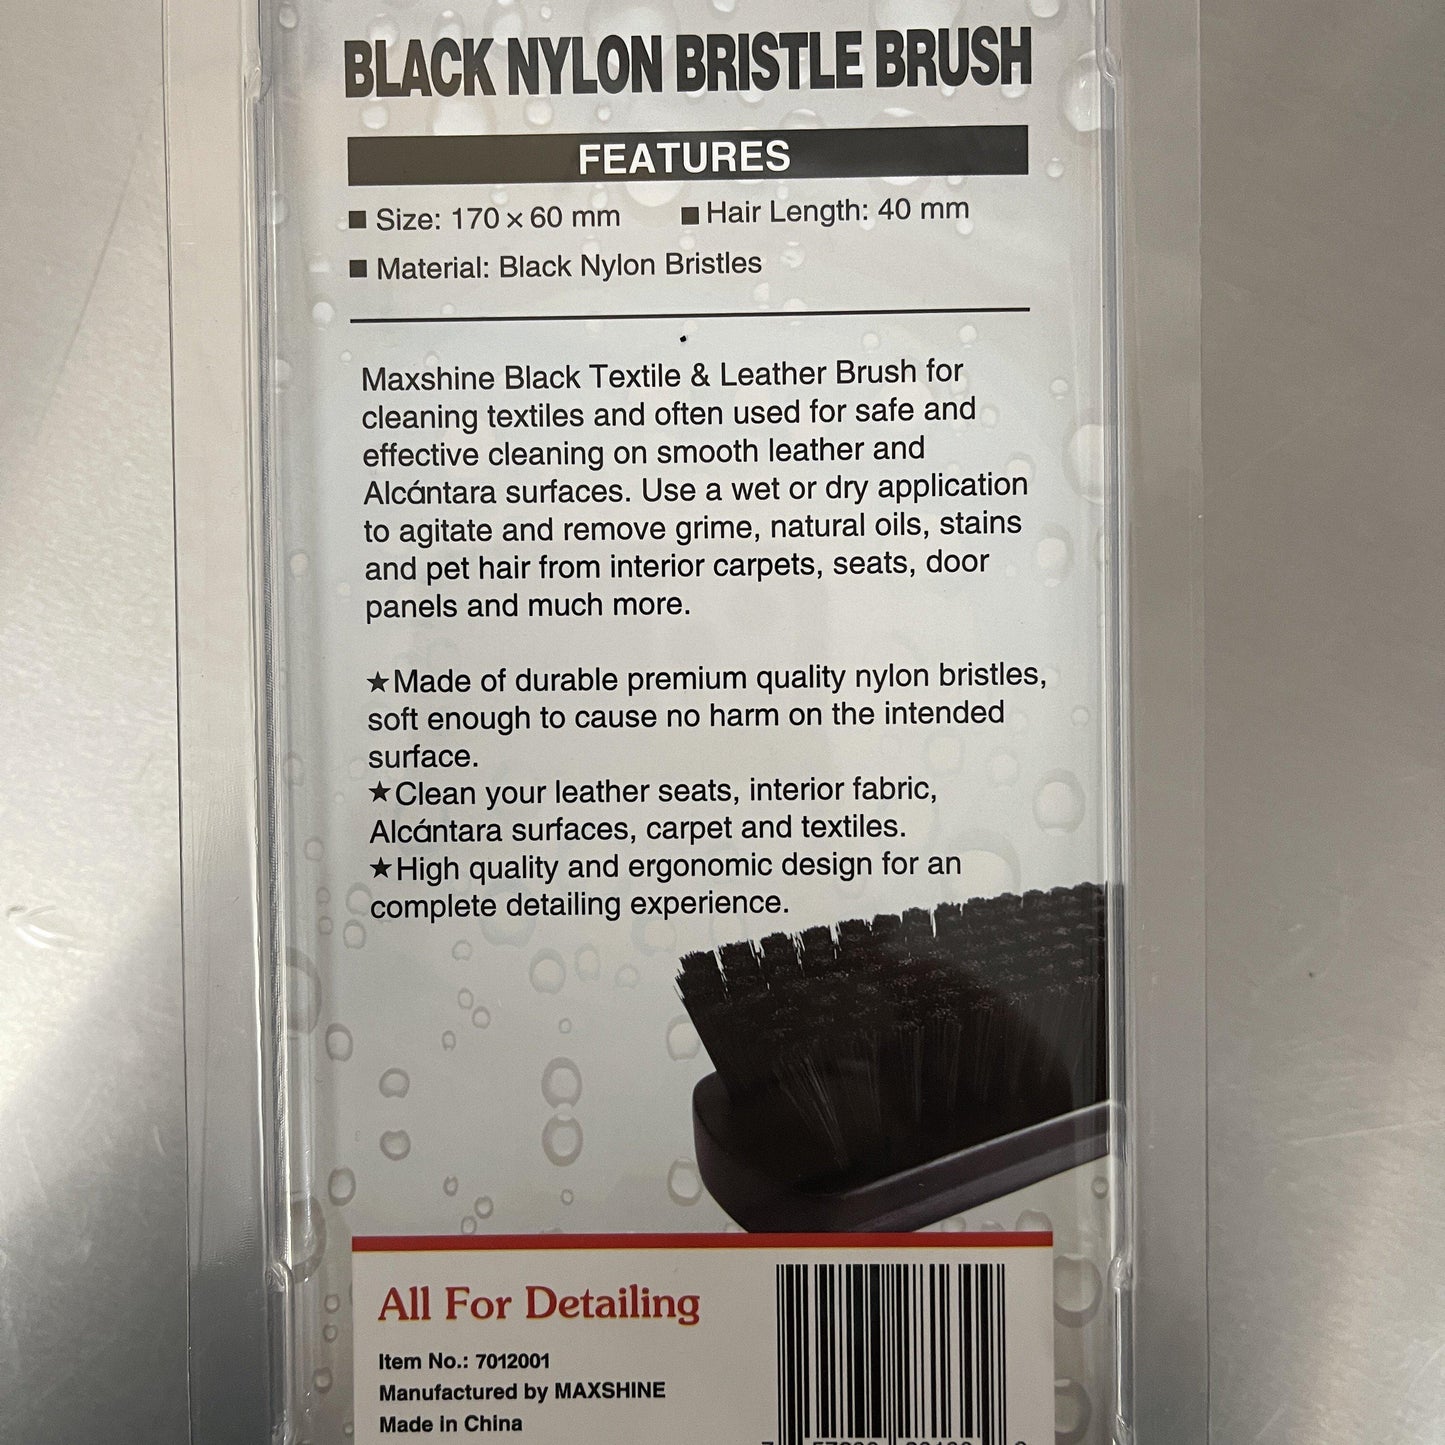 BLACK NYLON BRISTLE BRUSH
FEATURES
■ Size: 170 × 60 mm ■ Hair Length: 40 mm
■ Material: Black Nylon Bristles
Maxshine Black Textile & Leather Brush for
cleaning textiles and often used for safe and
effective cleaning on smooth leather and
Alcántara surfaces. Use a wet or dry application
to agitate and remove grime, natural oils, stains
and pet hair from interior carpets, seats, door
panels and much more.
★Made of durable premium quality nylon bristles,
soft enough to cause no harm on the intended
surface.
★Clean your leather seats, interior fabric,
Alcántara surfaces, carpet and textiles.
★High quality and ergonomic design for an
complete detailing experience.
All For Detailing
Item No.: 7012001
Manufactured by MAXSHINE
Made in China